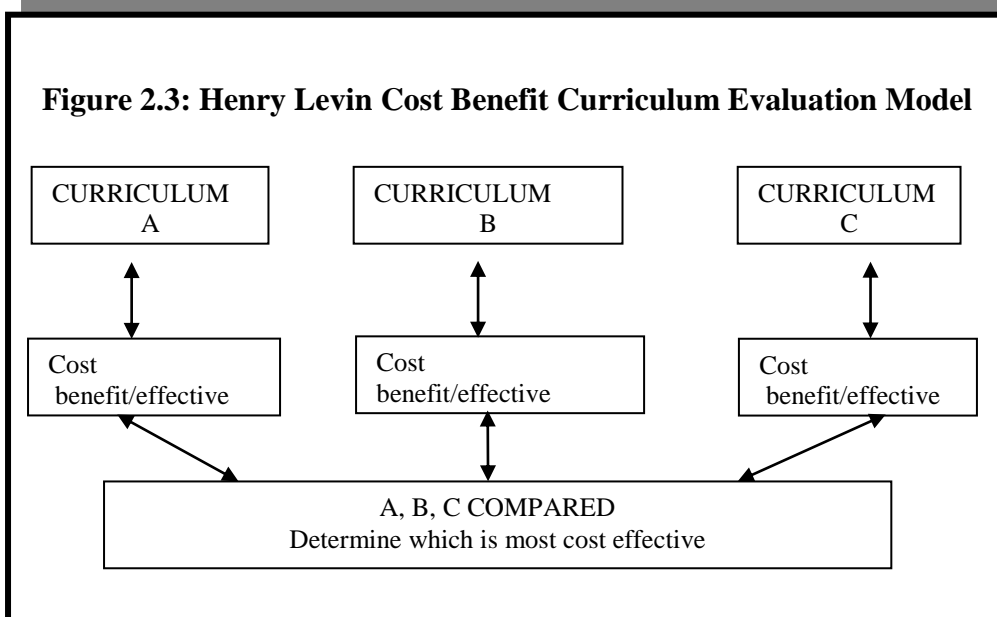 Figure 2.3: Henry Levin Cost Benefit Curriculum Evaluation Model
CURRICULUM
A
CURRICULUM
B
CURRICULUM
C
Cost
benefit/effective
Cost
benefit/effective
Cost
benefit/effective
A, B, C COMPARED
Determine which is most cost effective